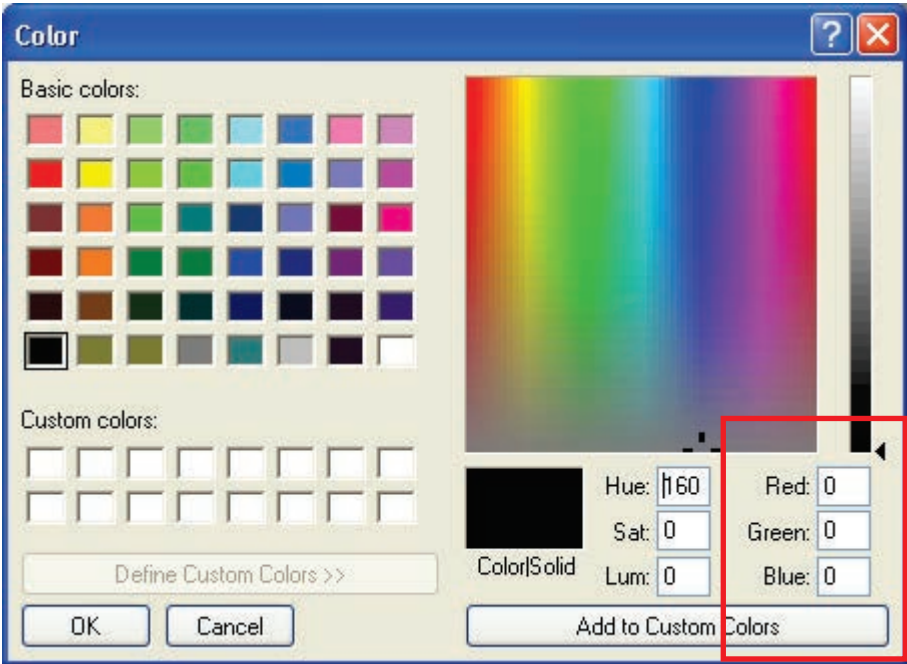 Color
Basic colors:
Custom colors:
Define Custom Colors >>
OK
Cancel
Color|Solid
Hue: 160
Sat: 0
Lum: 0
Red: 0
Green: 0
Blue: 0
Add to Custom Colors